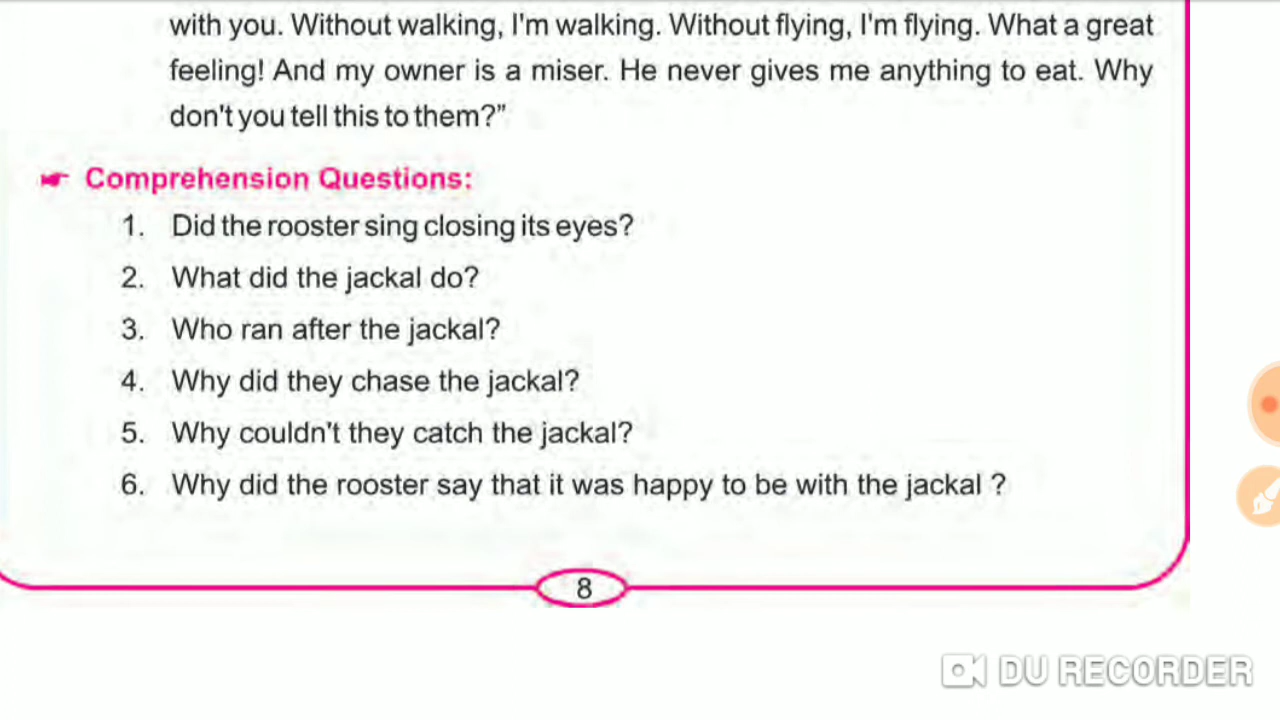 with you. Without walking, I'm walking. Without flying, I'm flying. What a great
feeling! And my owner is a miser. He never gives me anything to eat. Why
don't you tell this to them?"
Comprehension Questions:
1. Did the rooster sing closing its eyes?
2. What did the jackal do?
3. Who ran after the jackal?
4. Why did they chase the jackal?
5. Why couldn't they catch the jackal?
6. Why did the rooster say that it was happy to be with the jackal ?
8
DU RECORDER